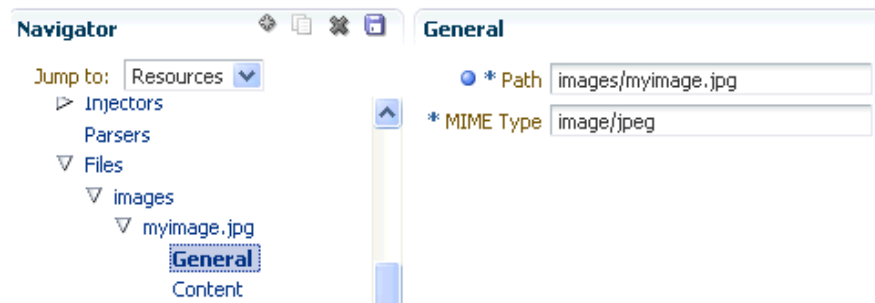 Navigator
Jump to: Resources
Injectors
Parsers
Files
images
myimage.jpg
General
Content
General
* Path images/myimage.jpg
* MIME Type image/jpeg